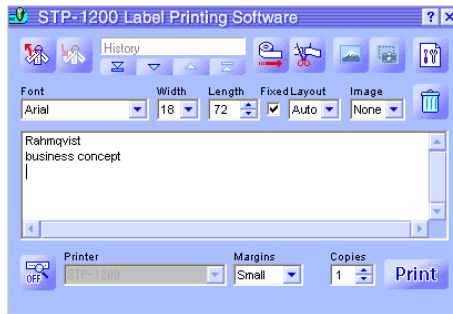 STP-1200 Label Printing Software
History
Font Width Length Fixed Layout Image
Arial 18 72 Auto None
Rahmqvist
business concept
Printer Margins Copies
OFF STP-1200 Small 1 Print